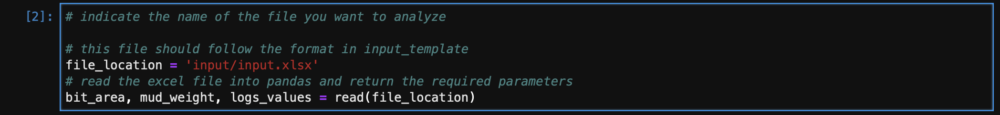 [2]: # indicate the name of the file you want to analyze
# this file should follow the format in input_template
file_location = 'input/input.xlsx'
# read the excel file into pandas and return the required parameters
bit_area, mud_weight, logs_values = read(file_location)